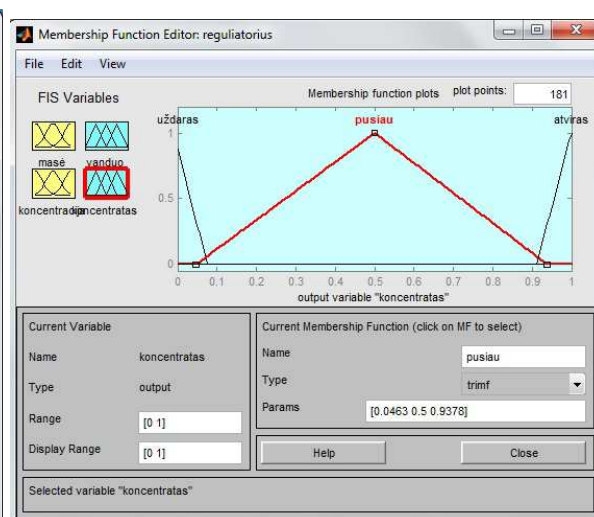 Membership Function Editor: reguliatorius
File Edit View
FIS Variables
Membership function plots plot points: 181
masė vanduo
koncentracija koncentratas
uždaras pusiau atviras
1
0.5
0
0 0.1 0.2 0.3 0.4 0.5 0.6 0.7 0.8 0.9 1
output variable "koncentratas"
Current Variable
Name koncentratas
Type output
Range [0 1]
Display Range [0 1]
Current Membership Function (click on MF to select)
Name pusiau
Type trimf
Params [0.0463 0.5 0.9378]
Help Close
Selected variable "koncentratas"